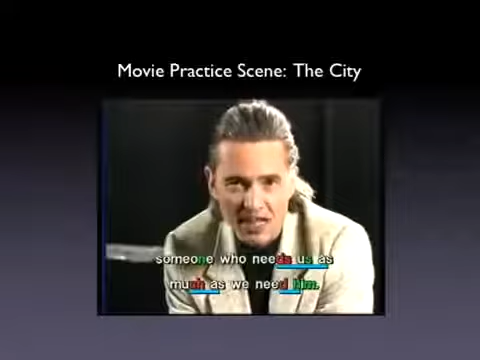 Movie Practice Scene: The City
someone who needs us as
much as we need him.